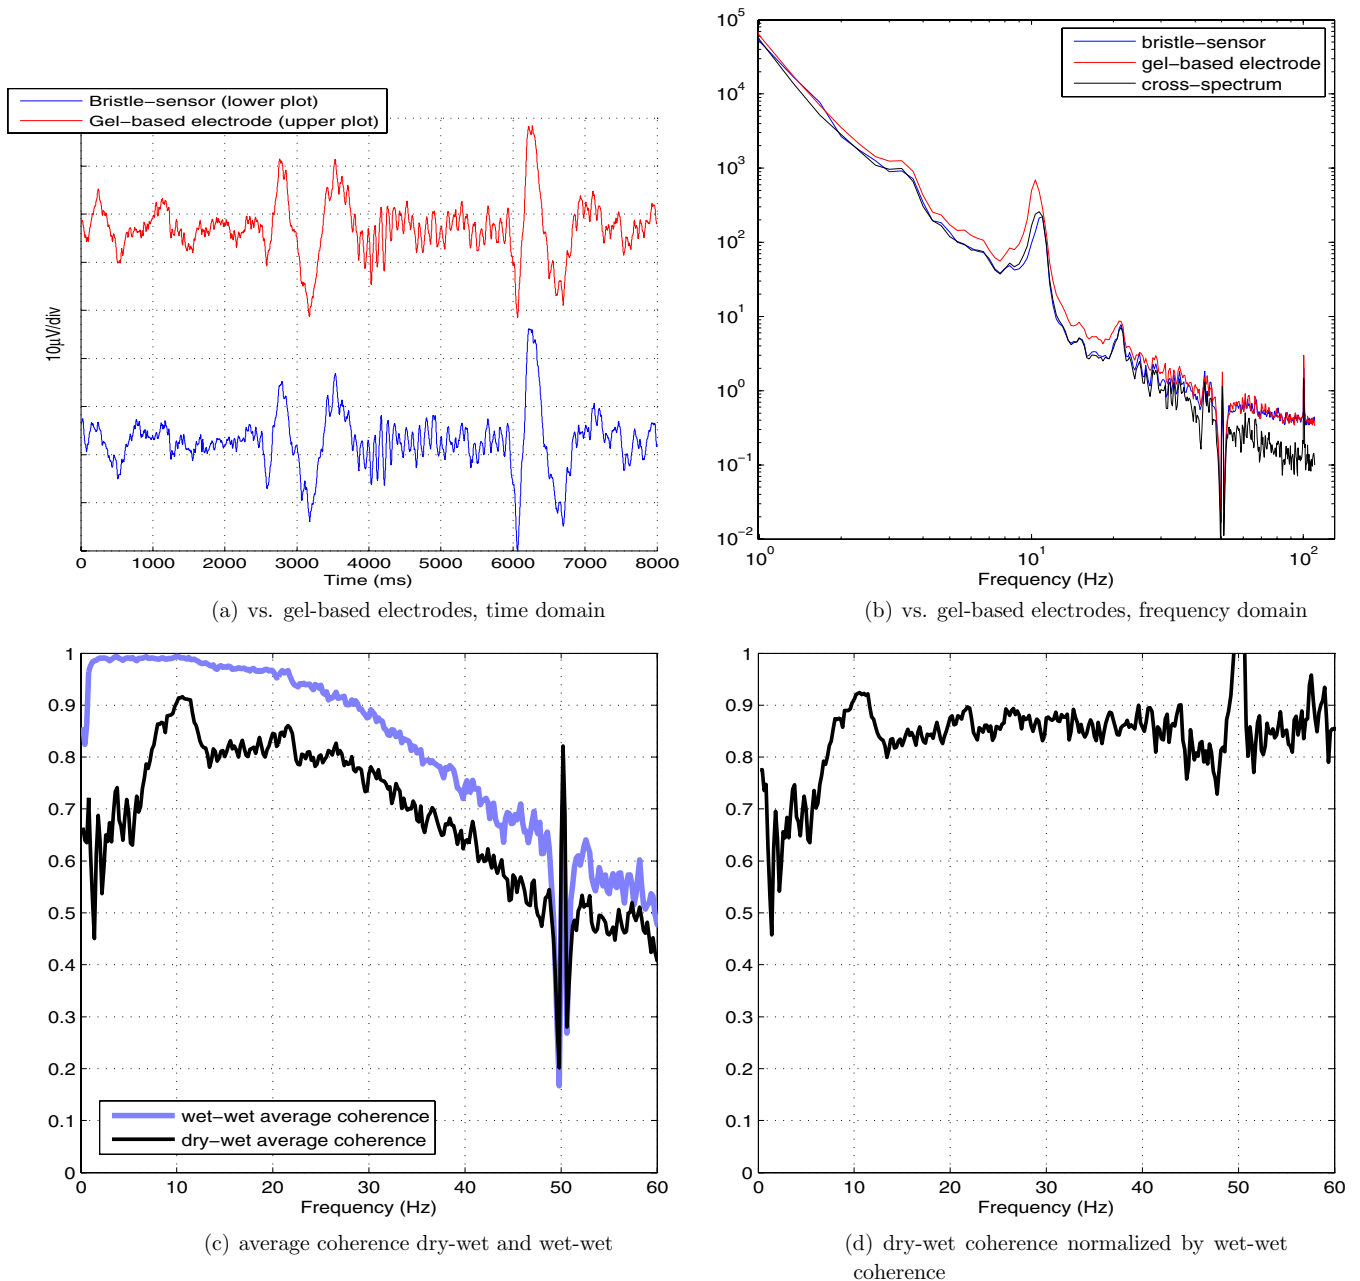 Bristle-sensor (lower plot)
Gel-based electrode (upper plot)
10µV/div
0 1000 2000 3000 4000 5000 6000 7000 8000
Time (ms)
(a) vs. gel-based electrodes, time domain
bristle-sensor
gel-based electrode
cross-spectrum
10^5
10^4
10^3
10^2
10^1
10^0
10^-1
10^-2
10^0 10^1 10^2
Frequency (Hz)
(b) vs. gel-based electrodes, frequency domain
1
0.9
0.8
0.7
0.6
0.5
0.4
0.3
0.2
0.1
0
wet-wet average coherence
dry-wet average coherence
0 10 20 30 40 50 60
Frequency (Hz)
(c) average coherence dry-wet and wet-wet
1
0.9
0.8
0.7
0.6
0.5
0.4
0.3
0.2
0.1
0
0 10 20 30 40 50 60
Frequency (Hz)
(d) dry-wet coherence normalized by wet-wet
coherence